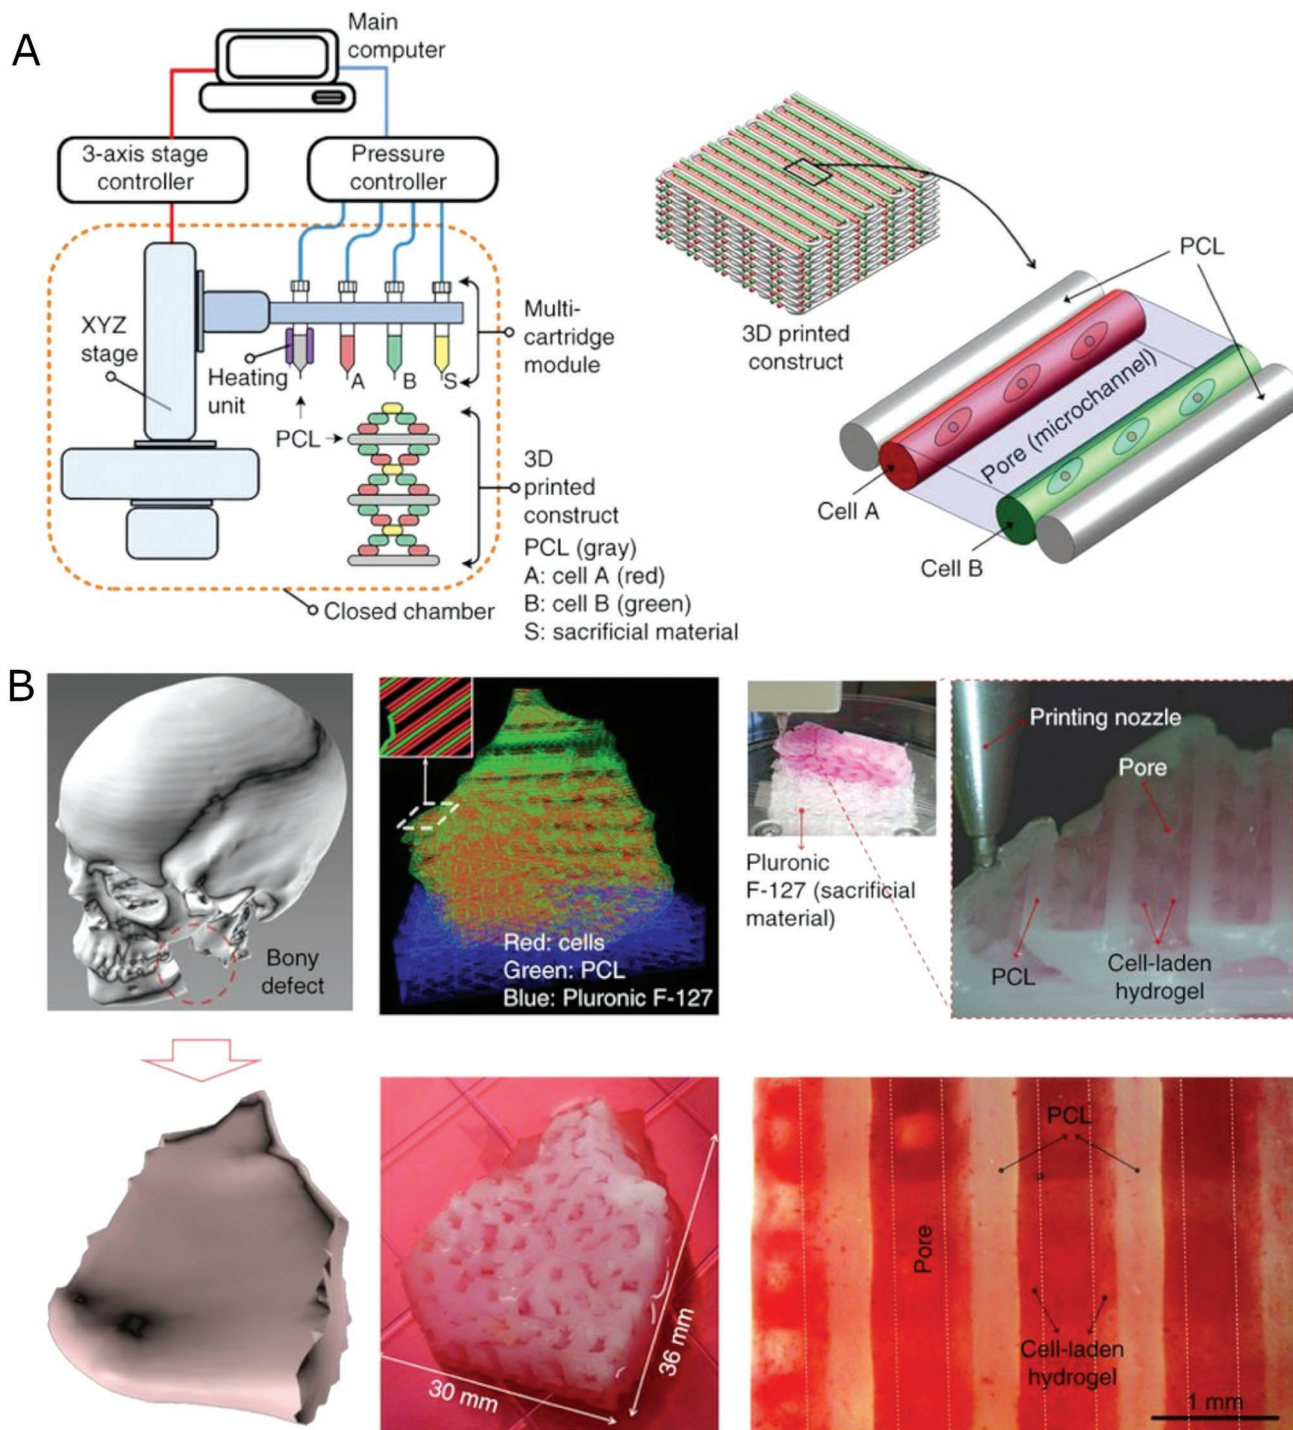 A
Main
computer
3-axis stage
controller
Pressure
controller
XYZ
stage
Heating
unit
A
B
S
PCL
Multi-
cartridge
module
3D
printed
construct
PCL (gray)
A: cell A (red)
B: cell B (green)
S: sacrificial material
Closed chamber
3D printed
construct
PCL
Pore (microchannel)
Cell A
Cell B
B
Bony
defect
Red: cells
Green: PCL
Blue: Pluronic F-127
Pluronic
F-127 (sacrificial
material)
Printing nozzle
Pore
PCL
Cell-laden
hydrogel
30 mm
36 mm
PCL
Pore
Cell-laden
hydrogel
1 mm